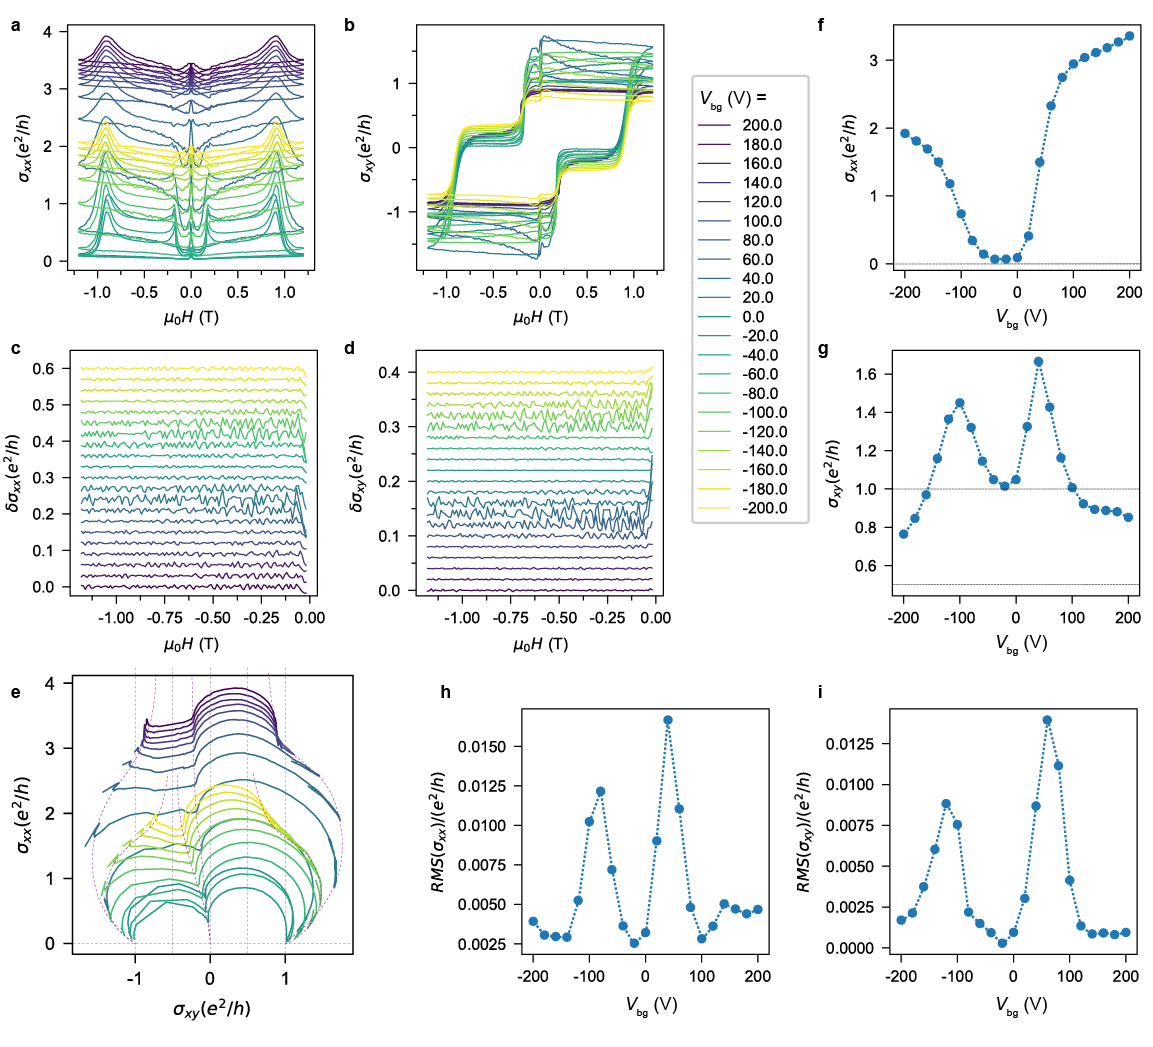 a
4
3
2
1
0
σxx(e²/h)
-1.0 -0.5 0.0 0.5 1.0
μ₀H (T)
b
1
0
-1
σxy(e²/h)
-1.0 -0.5 0.0 0.5 1.0
μ₀H (T)
Vbg (V) =
200.0
180.0
160.0
140.0
120.0
100.0
80.0
60.0
40.0
20.0
0.0
-20.0
-40.0
-60.0
-80.0
-100.0
-120.0
-140.0
-160.0
-180.0
-200.0
f
3
2
1
0
σxx(e²/h)
-200 -100 0 100 200
Vbg (V)
c
0.6
0.5
0.4
0.3
0.2
0.1
0.0
δσxx(e²/h)
-1.00 -0.75 -0.50 -0.25 0.00
μ₀H (T)
d
0.4
0.3
0.2
0.1
0.0
δσxy(e²/h)
-1.00 -0.75 -0.50 -0.25 0.00
μ₀H (T)
g
1.6
1.4
1.2
1.0
0.8
0.6
σxy(e²/h)
-200 -100 0 100 200
Vbg (V)
e
4
3
2
1
0
σxx(e²/h)
-1 0 1
σxy(e²/h)
h
0.0150
0.0125
0.0100
0.0075
0.0050
0.0025
RMS(σxx)/(e²/h)
-200 -100 0 100 200
Vbg (V)
i
0.0125
0.0100
0.0075
0.0050
0.0025
0.0000
RMS(σxy)/(e²/h)
-200 -100 0 100 200
Vbg (V)